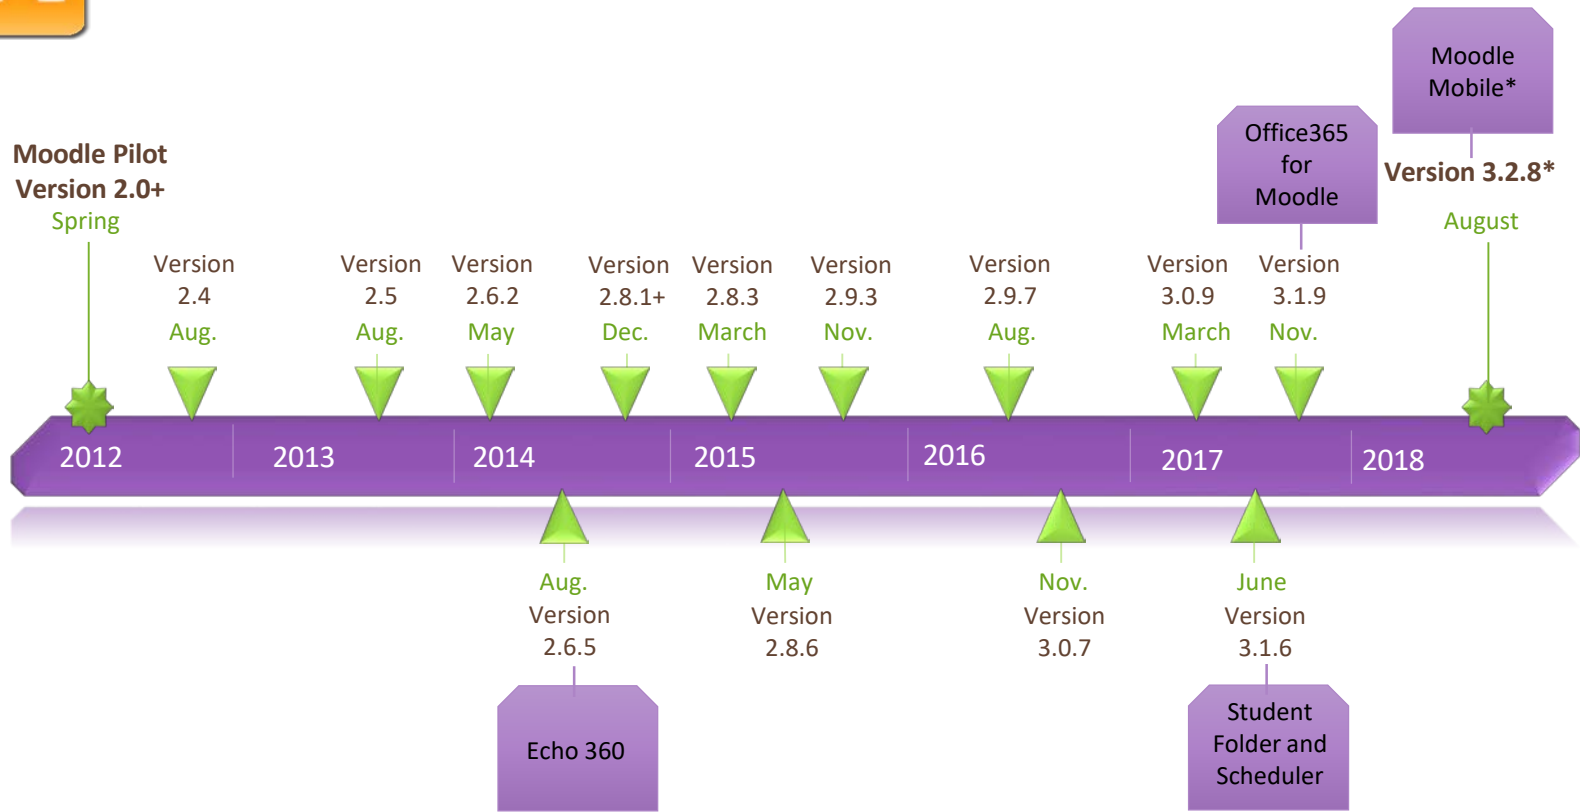 Moodle
Mobile*
Office365
for
Moodle
Moodle Pilot
Version 2.0+
Spring
Version 3.2.8*
August
Version
2.4
Aug.
Version
2.5
Aug.
Version
2.6.2
May
Version
2.8.1+
Dec.
Version
2.8.3
March
Version
2.9.3
Nov.
Version
2.9.7
Aug.
Version
3.0.9
March
Version
3.1.9
Nov.
2012
2013
2014
2015
2016
2017
2018
Aug.
Version
2.6.5
May
Version
2.8.6
Nov.
Version
3.0.7
June
Version
3.1.6
Echo 360
Student
Folder and
Scheduler